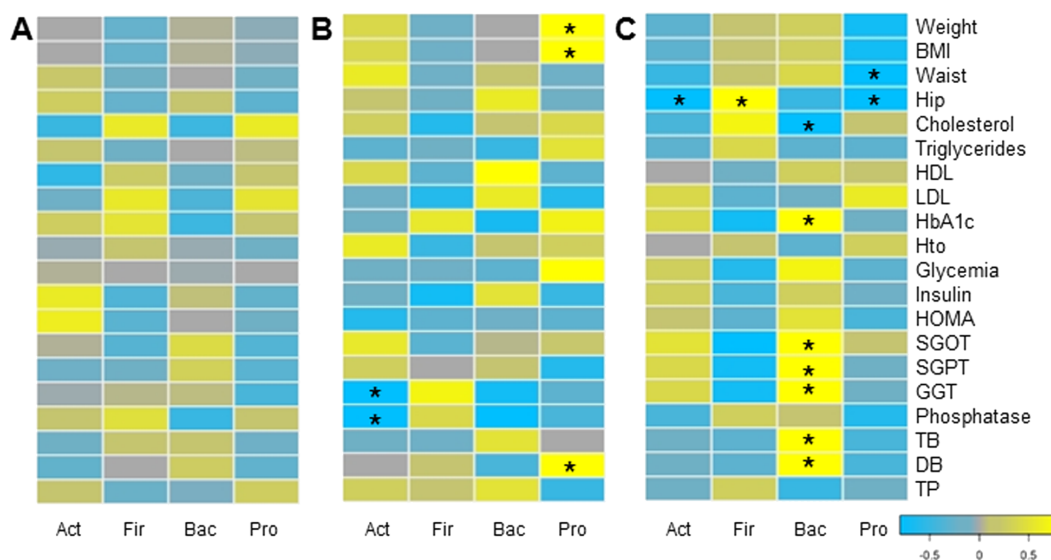 A B C
Weight
* BMI
*
Waist
*
Hip
* * *
Cholesterol
*
Triglycerides
HDL
LDL
HbA1c
*
Hto
Glycemia
Insulin
HOMA
SGOT
*
SGPT
*
GGT
* *
Phosphatase
*
TB
*
DB
* *
TP
Act Fir Bac Pro Act Fir Bac Pro Act Fir Bac Pro
-0.5 0 0.5